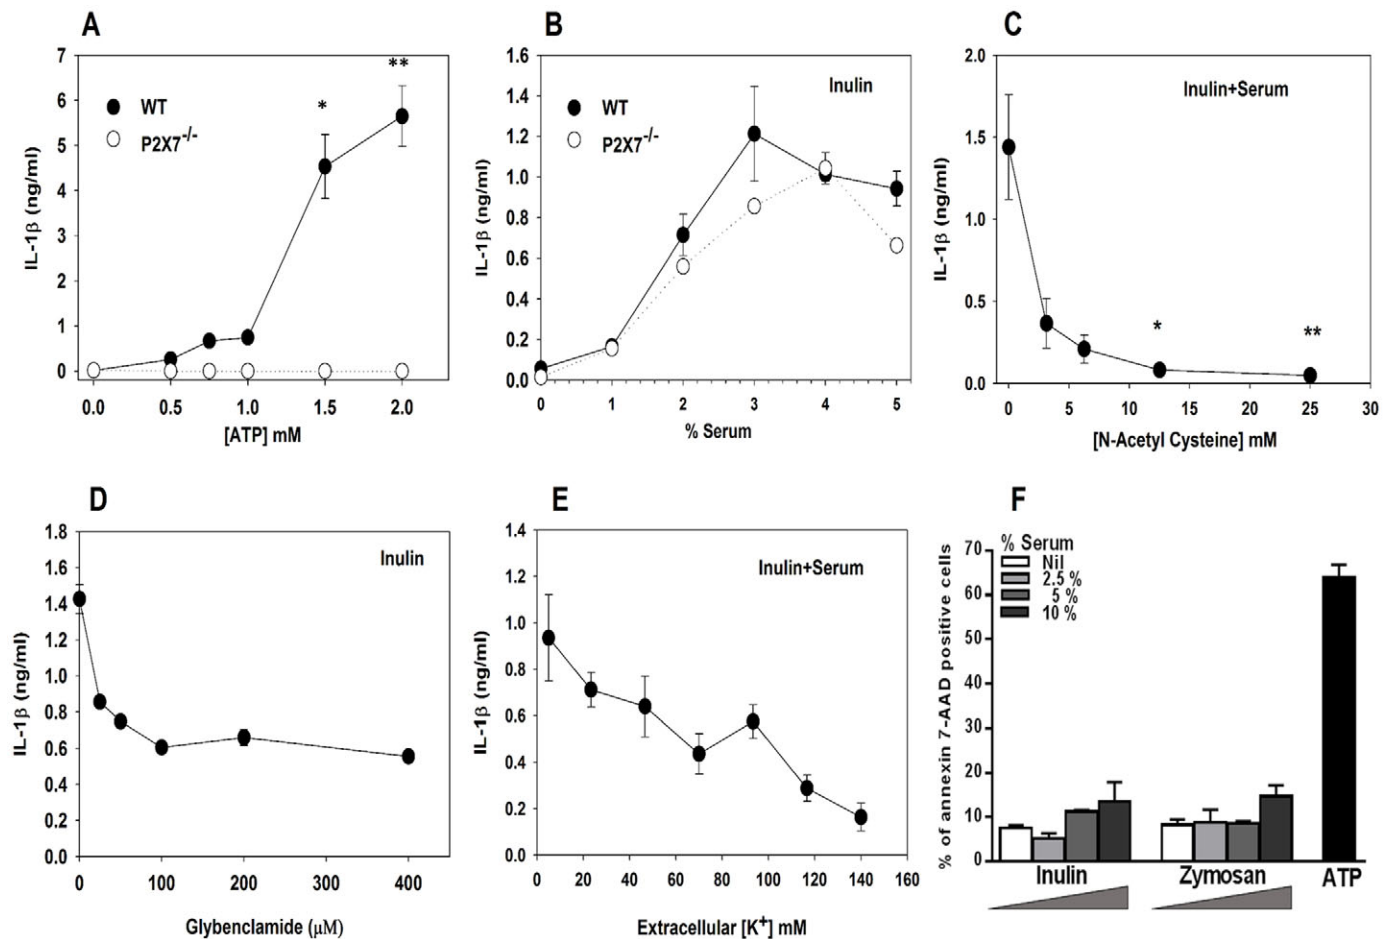 A
IL-1β (ng/ml)
7
6
5
4
3
2
1
0
WT
P2X7-/-
*
**
0.0 0.5 1.0 1.5 2.0
[ATP] mM
B
IL-1β (ng/ml)
1.6
1.4
1.2
1.0
0.8
0.6
0.4
0.2
0.0
Inulin
WT
P2X7-/-
0 1 2 3 4 5
% Serum
C
IL-1β (ng/ml)
2.0
1.5
1.0
0.5
0.0
Inulin+Serum
*
**
0 5 10 15 20 25 30
[N-Acetyl Cysteine] mM
D
IL-1β (ng/ml)
1.8
1.6
1.4
1.2
1.0
0.8
0.6
0.4
0.2
0.0
Inulin
0 100 200 300 400
Glybenclamide (μM)
E
IL-1β (ng/ml)
1.4
1.2
1.0
0.8
0.6
0.4
0.2
0.0
Inulin+Serum
0 20 40 60 80 100 120 140 160
Extracellular [K+] mM
F
% of annexin 7-AAD positive cells
70
60
50
40
30
20
10
0
% Serum
Nil
2.5 %
5 %
10 %
Inulin Zymosan ATP